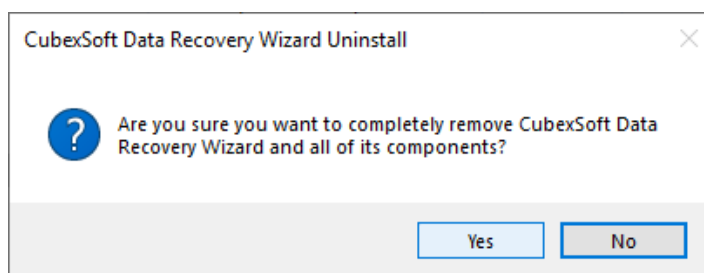 CubexSoft Data Recovery Wizard Uninstall
Are you sure you want to completely remove CubexSoft Data
Recovery Wizard and all of its components?
Yes No